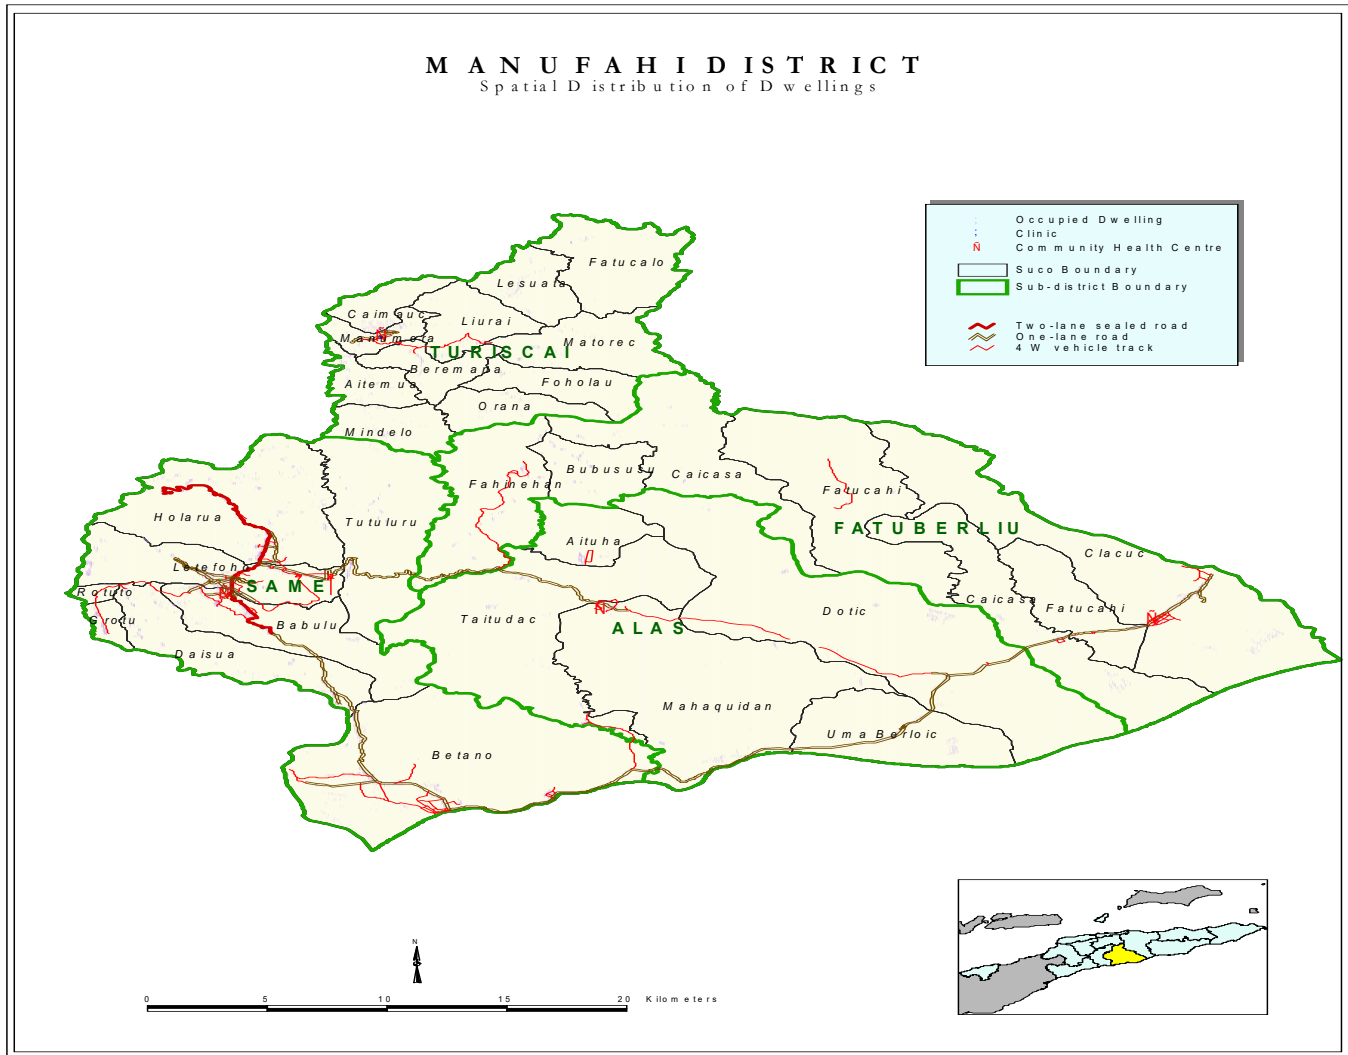 MANUFAHI DISTRICT
Spatial Distribution of Dwellings
Occupied Dwelling
Clinic
Ñ Community Health Centre
Suco Boundary
Sub-district Boundary
Two-lane sealed road
One-lane road
4 W vehicle track
Fatucalo
Lesuata
Caimauc
Liurai
Ñ
Manumera
Matorec
TURISCAI
Beremana
Aitemua
Foholau
Orana
Mindelo
Bubususu
Caicasa
Fahinehan
Fatucahi
Holarua
Tutuluru
FATUBERLIU
Aituha
Clacuc
Letefoho
SAME
Rotuto
Ñ
Caicasa
Ñ
Fatucahi
Dotic
Ñ
Grotu
Babulu
Taitudac
ALAS
Daisua
Mahaquidan
Uma Berloic
Betano
N
0 5 10 15 20 Kilometers